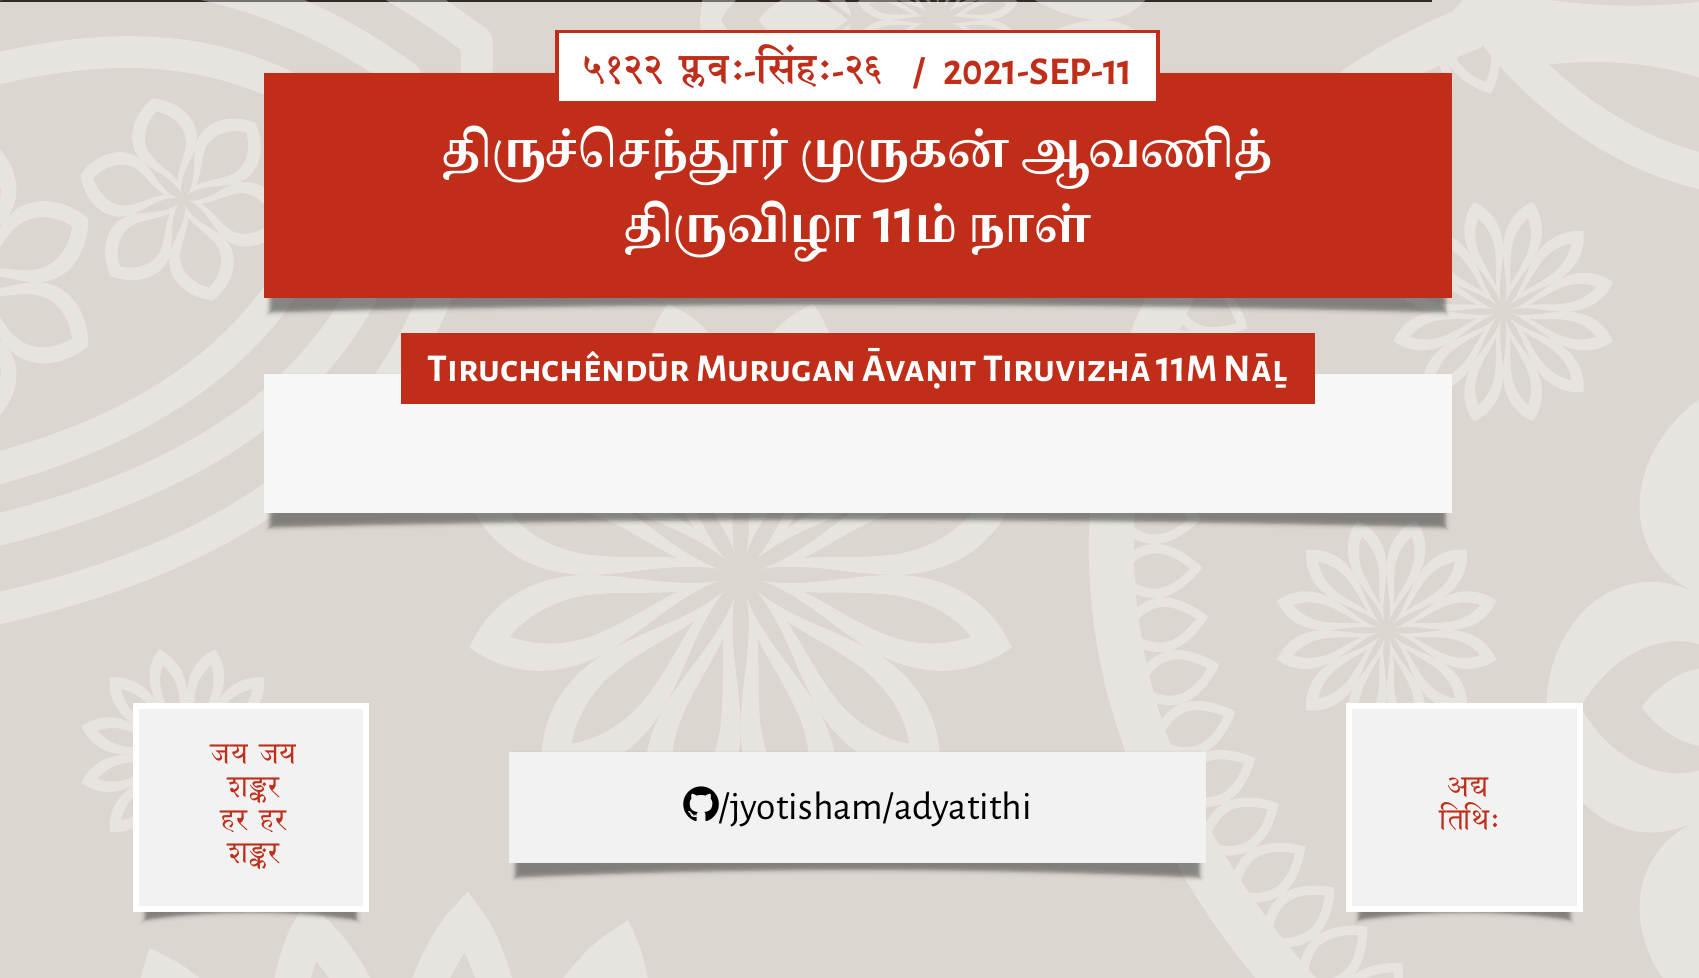 ५१२२ प्लवः-सिंहः-२६ / 2021-SEP-11
திருச்செந்தூர் முருகன் ஆவணித்
திருவிழா 11ம் நாள்
Tiruchchêndūr Murugan Āvaṇit Tiruvizhā 11m Nāḻ
जय जय
शङ्कर
हर हर
शङ्कर
/jyotisham/adyatithi
अद्य
तिथिः